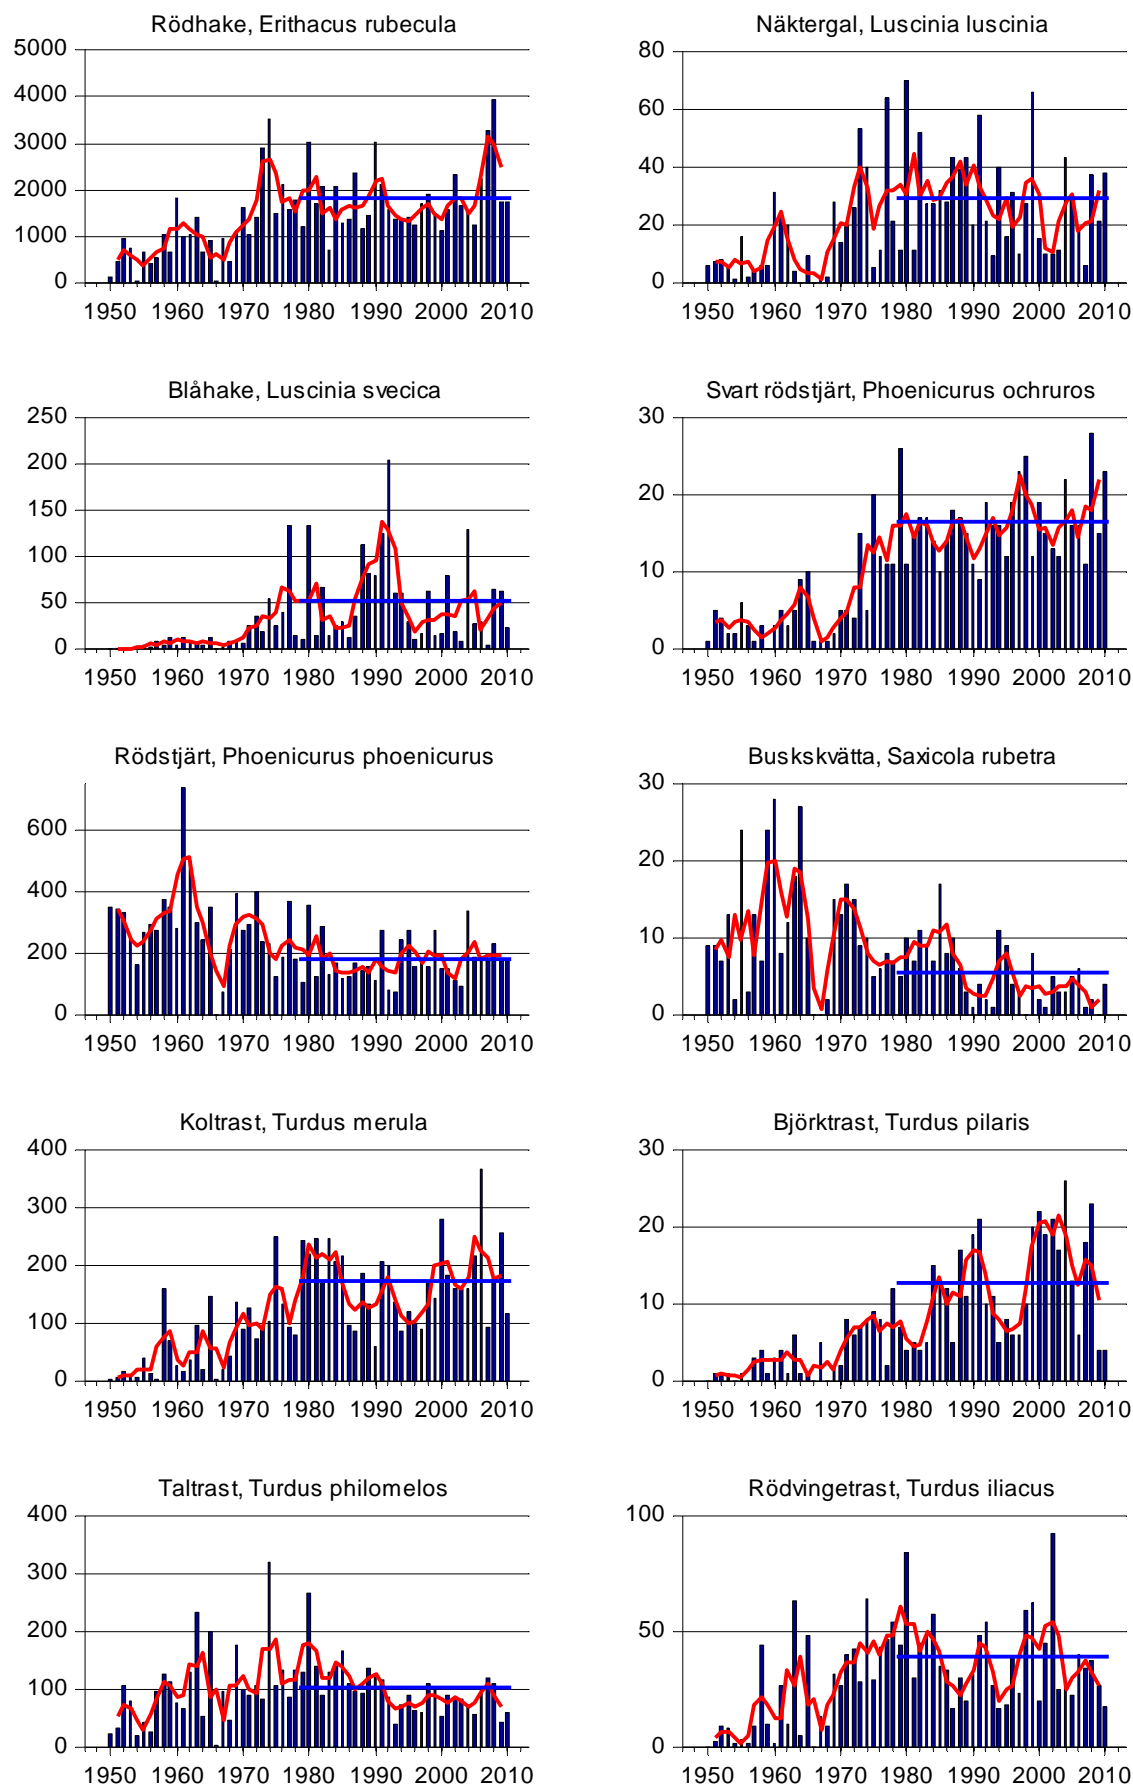 Rödhake, Erithacus rubecula
5000
4000
3000
2000
1000
0
1950 1960 1970 1980 1990 2000 2010
Näktergal, Luscinia luscinia
80
60
40
20
0
1950 1960 1970 1980 1990 2000 2010
Blåhake, Luscinia svecica
250
200
150
100
50
0
1950 1960 1970 1980 1990 2000 2010
Svart rödstjärt, Phoenicurus ochruros
30
20
10
0
1950 1960 1970 1980 1990 2000 2010
Rödstjärt, Phoenicurus phoenicurus
600
400
200
0
1950 1960 1970 1980 1990 2000 2010
Buskskvätta, Saxicola rubetra
30
20
10
0
1950 1960 1970 1980 1990 2000 2010
Koltrast, Turdus merula
400
300
200
100
0
1950 1960 1970 1980 1990 2000 2010
Björktrast, Turdus pilaris
30
20
10
0
1950 1960 1970 1980 1990 2000 2010
Taltrast, Turdus philomelos
400
300
200
100
0
1950 1960 1970 1980 1990 2000 2010
Rödvingetrast, Turdus iliacus
100
50
0
1950 1960 1970 1980 1990 2000 2010